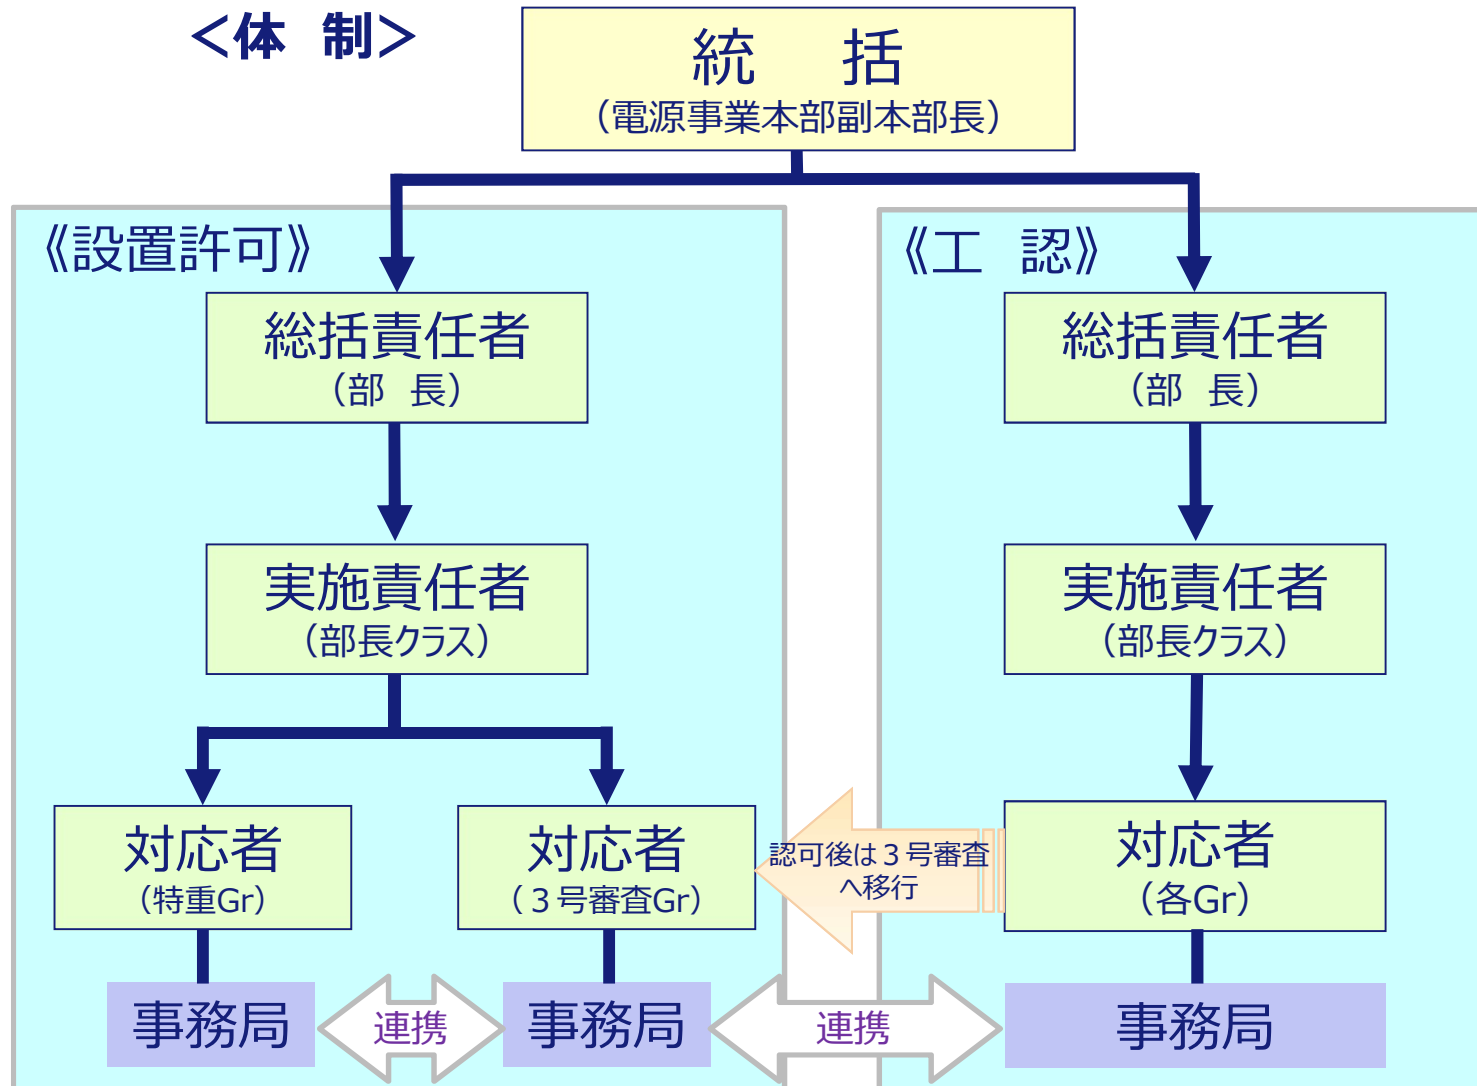 ＜体　制＞
統　括
（電源事業本部副本部長）
《設置許可》
総括責任者
（部　長）
実施責任者
（部長クラス）
対応者
（特重Gr）
事務局
対応者
（３号審査Gr）
事務局
連携
《工　認》
総括責任者
（部　長）
実施責任者
（部長クラス）
対応者
（各Gr）
事務局
認可後は３号審査
へ移行
連携